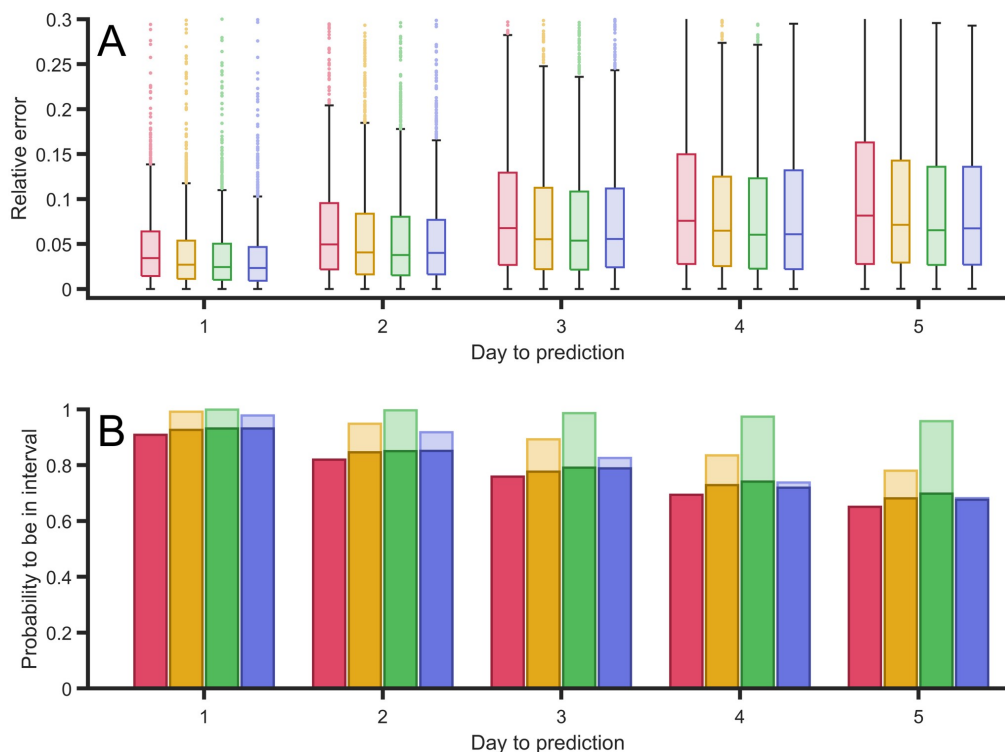 A
Relative error
0.3
0.25
0.2
0.15
0.1
0.05
0
1 2 3 4 5
Day to prediction
B
Probability to be in interval
1
0.8
0.6
0.4
0.2
0
1 2 3 4 5
Day to prediction